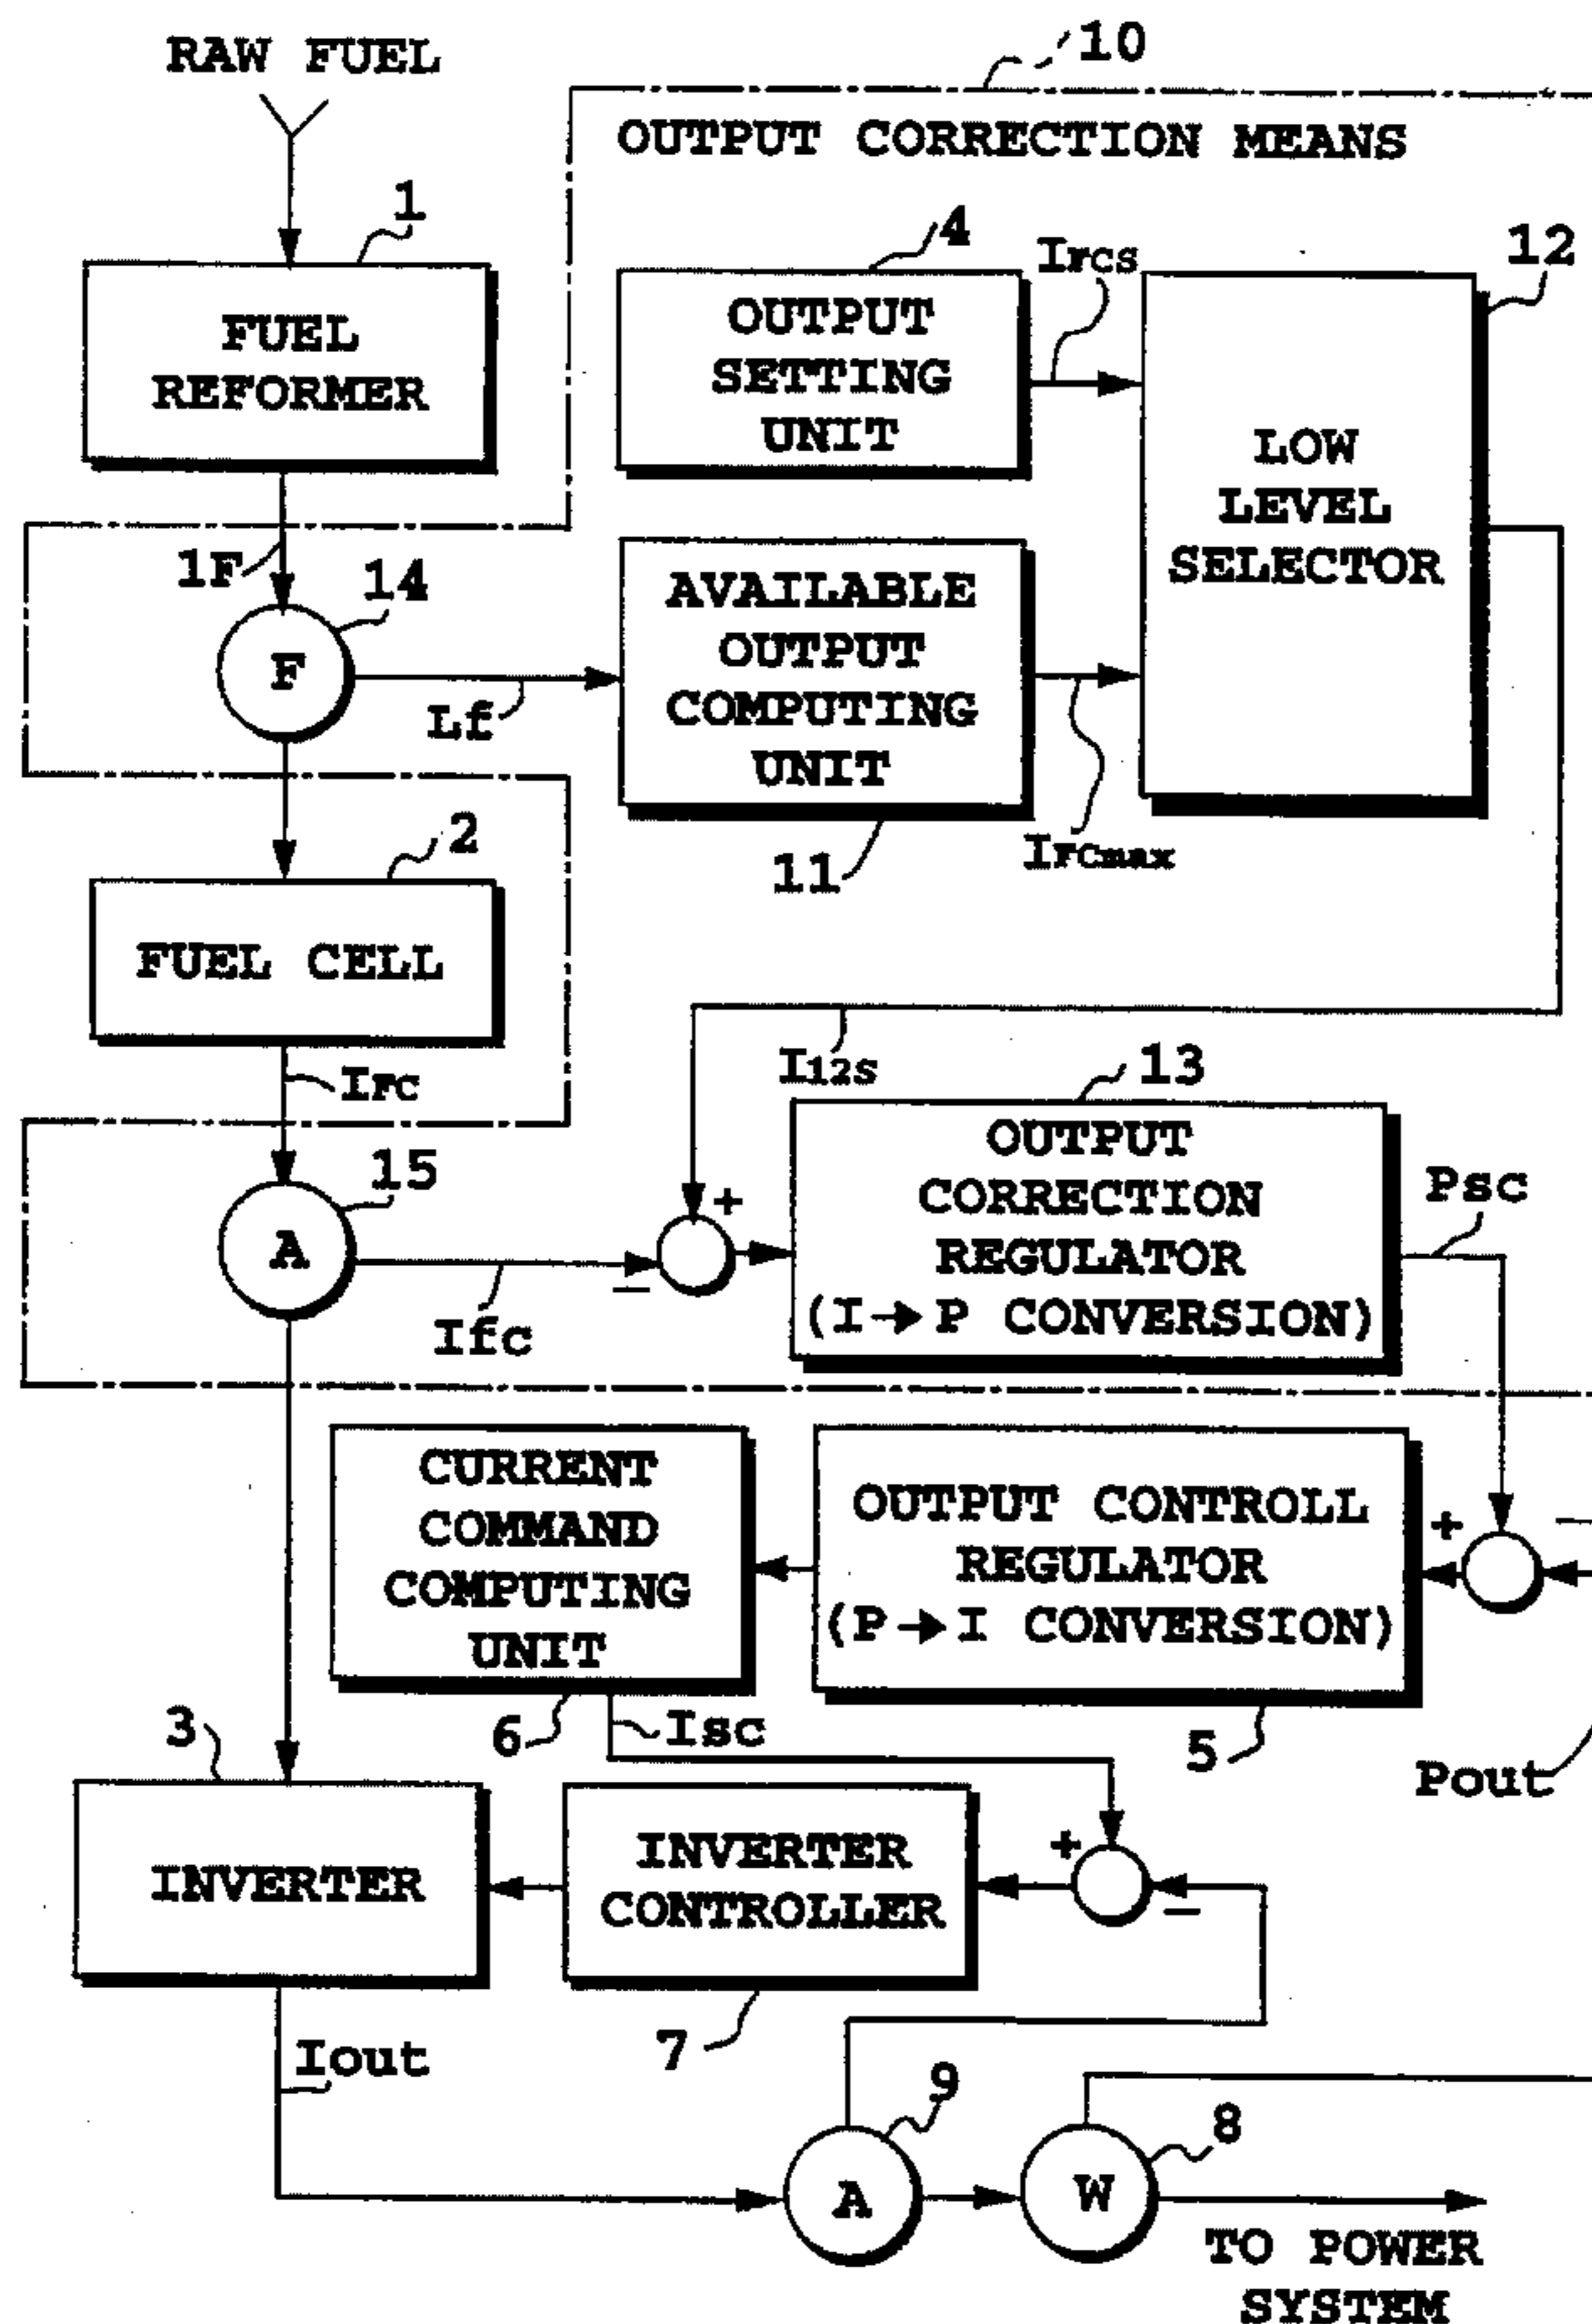 RAW FUEL
10
OUTPUT CORRECTION MEANS
1
FUEL
REFORMER
4
OUTPUT
SETTING
UNIT
Ircs
12
LOW
LEVEL
SELECTOR
1F
14
F
Lf
AVAILABLE
OUTPUT
COMPUTING
UNIT
11
IFCmax
2
FUEL CELL
IFC
I12S
13
OUTPUT
CORRECTION
REGULATOR
(I→P CONVERSION)
Psc
15
A
+
−
Ifc
CURRENT
COMMAND
COMPUTING
UNIT
6
Isc
OUTPUT CONTROLL
REGULATOR
(P→I CONVERSION)
5
+
−
Pout
3
INVERTER
INVERTER
CONTROLLER
7
+
−
Iout
9
A
8
W
TO POWER
SYSTEM